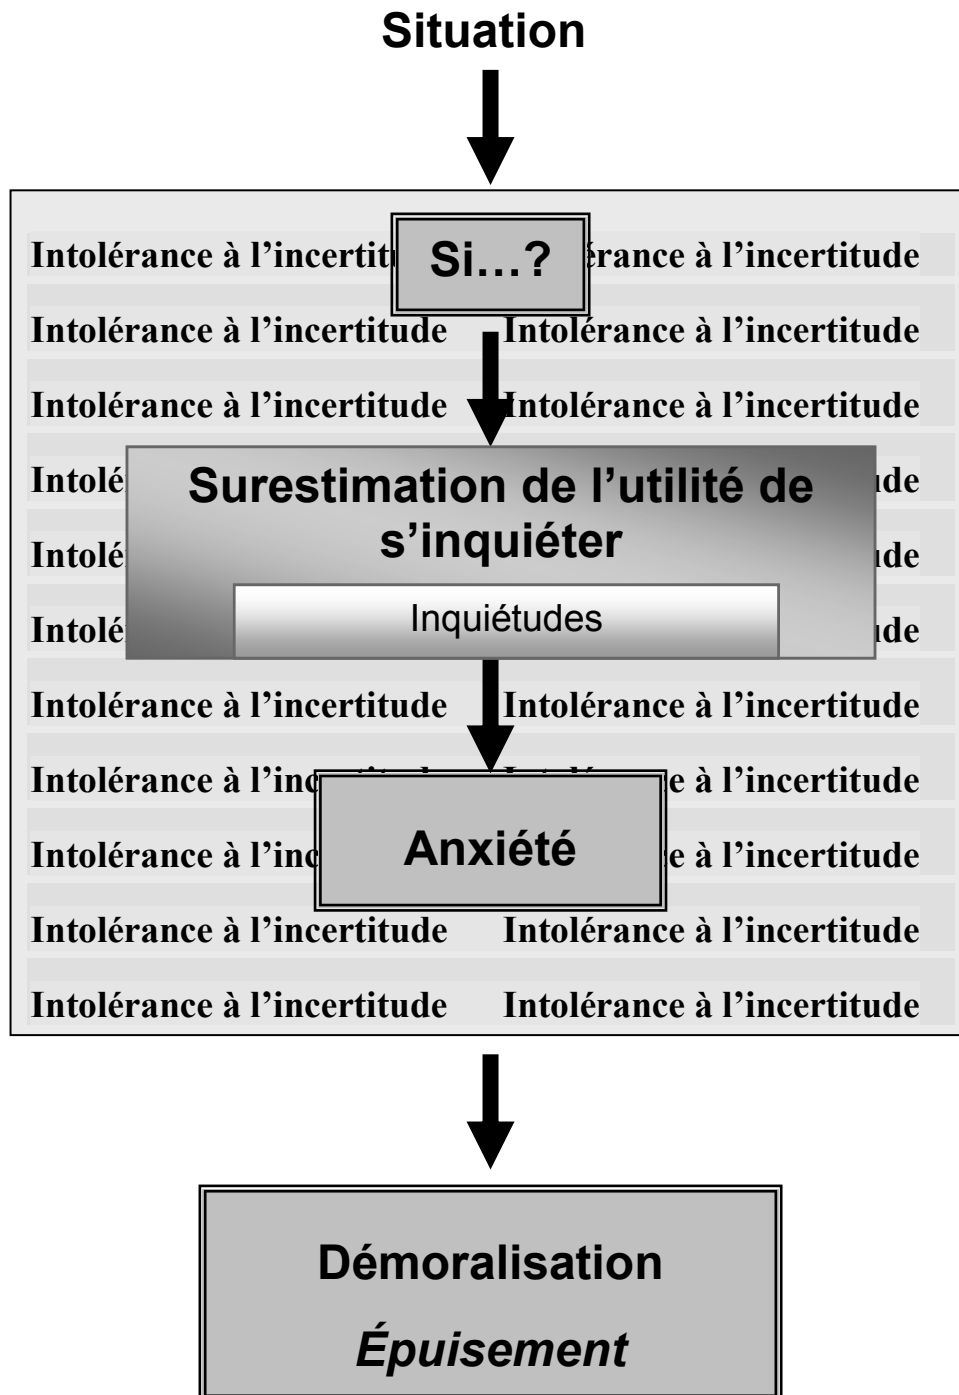 Situation
Intolérance à l’incertitu
Si…?
érance à l’incertitude
Intolérance à l’incertitude Intolérance à l’incertitude
Intolérance à l’incertitude Intolérance à l’incertitude
Intolé
Surestimation de l’utilité de
ude
s’inquiéter
Intolé
ude
Intolé
Inquiétudes
ude
Intolérance à l’incertitude Intolérance à l’incertitude
Intolérance à l’inc
e à l’incertitude
Intolérance à l’inc
Anxiété
e à l’incertitude
Intolérance à l’incertitude Intolérance à l’incertitude
Intolérance à l’incertitude Intolérance à l’incertitude
Démoralisation
Épuisement